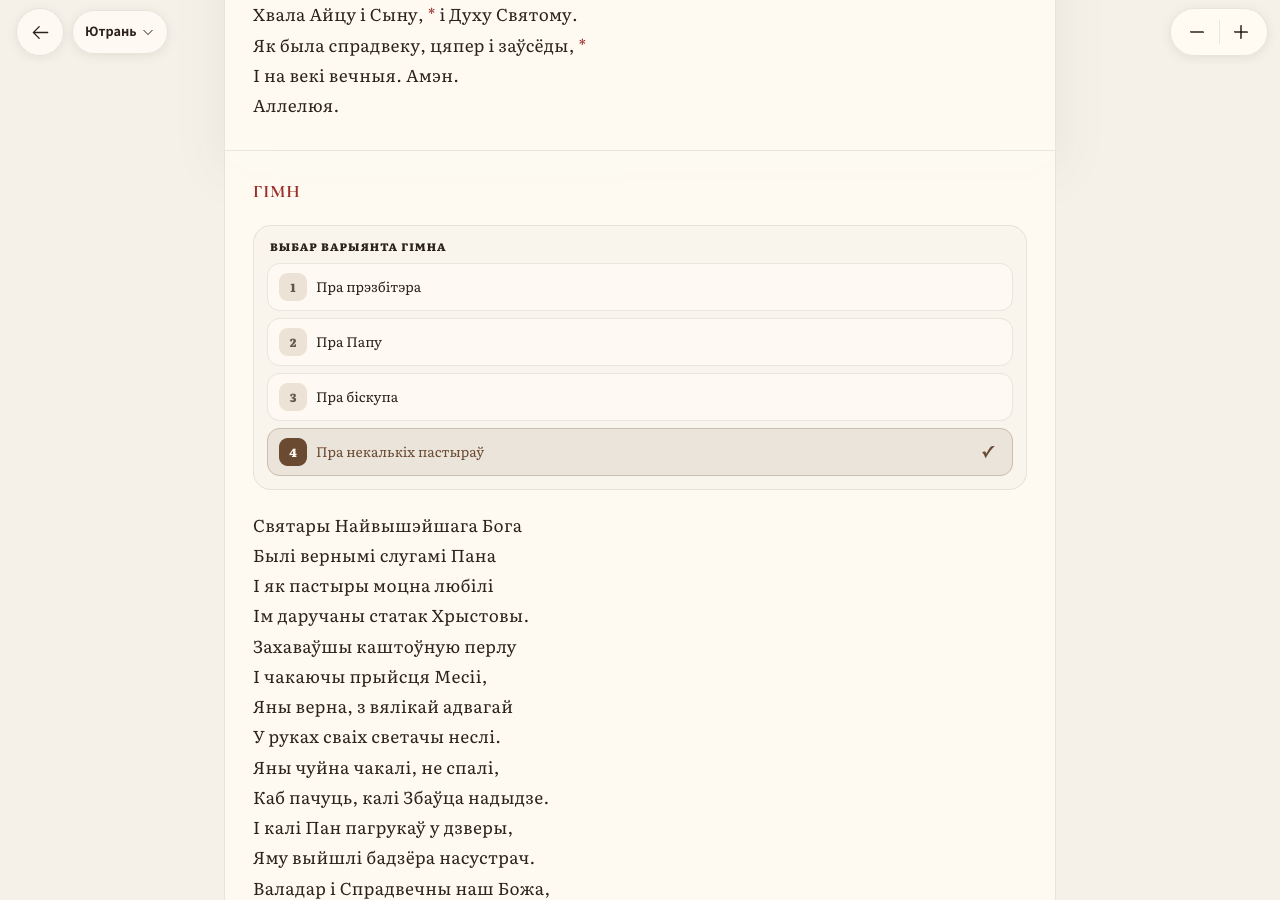 Ютрань
Хвала Айцу і Сыну, * і Духу Святому.
Як была спрадвеку, цяпер і заўсёды, *
І на векі вечныя. Амэн.
Аллелюя.
ГІМН
ВЫБАР ВАРЫЯНТА ГІМНА
1 Пра прэзбітэра
2 Пра Папу
3 Пра біскупа
4 Пра некалькіх пастыраў ✓
Святары Найвышэйшага Бога
Былі вернымі слугамі Пана
І як пастыры моцна любілі
Ім даручаны статак Хрыстовы.
Захаваўшы каштоўную перлу
І чакаючы прыйсця Месіі,
Яны верна, з вялікай адвагай
У руках сваіх светачы неслі.
Яны чуйна чакалі, не спалі,
Каб пачуць, калі Збаўца надыдзе.
І калі Пан пагрукаў у дзверы,
Яму выйшлі бадзёра насустрач.
Валадар і Спрадвечны наш Божа,